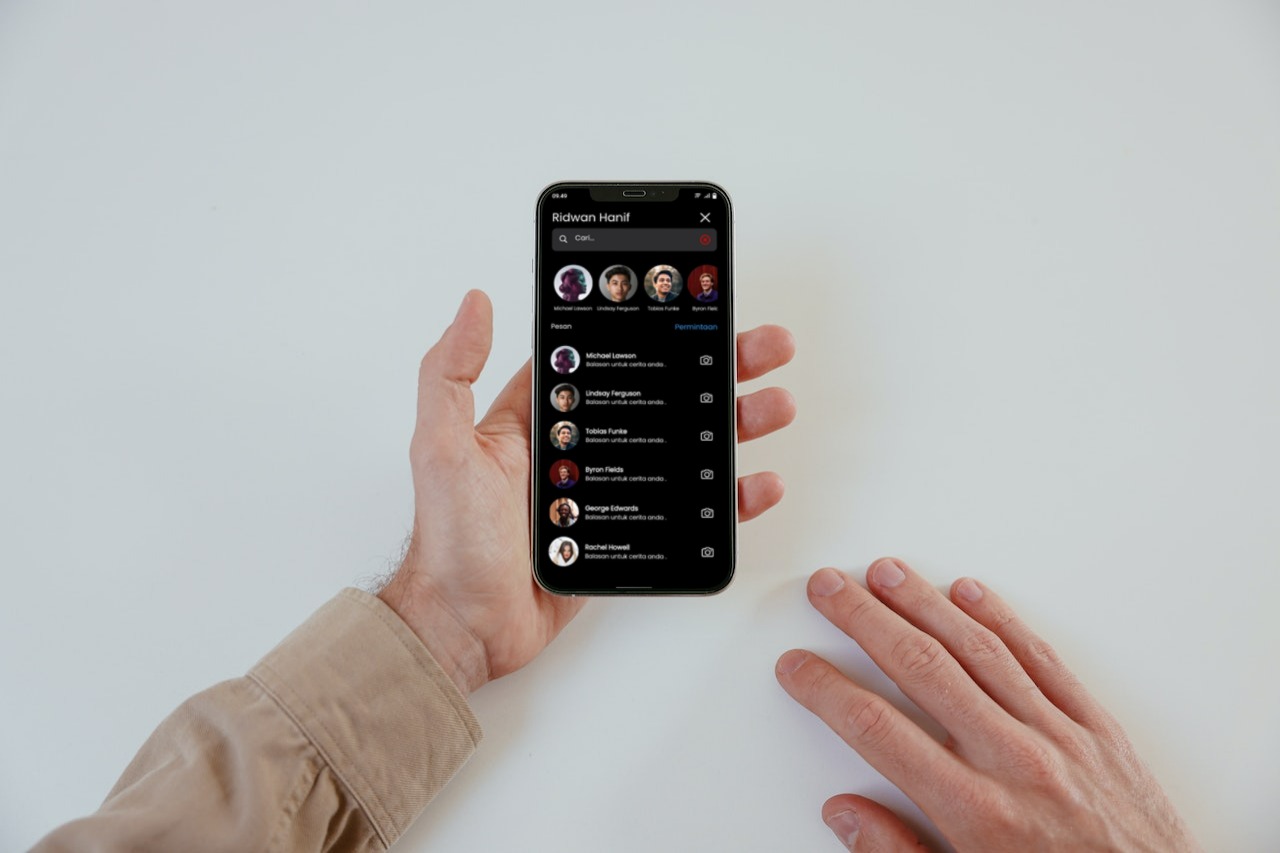 09.49
Ridwan Hanif
Cari...
Michael Lawson Lindsay Ferguson Tobias Funke Byron Fielc
Pesan Permintaan
Michael Lawson
Balasan untuk cerita anda..
Lindsay Ferguson
Balasan untuk cerita anda..
Tobias Funke
Balasan untuk cerita anda..
Byron Fields
Balasan untuk cerita anda..
George Edwards
Balasan untuk cerita anda..
Rachel Howell
Balasan untuk cerita anda..